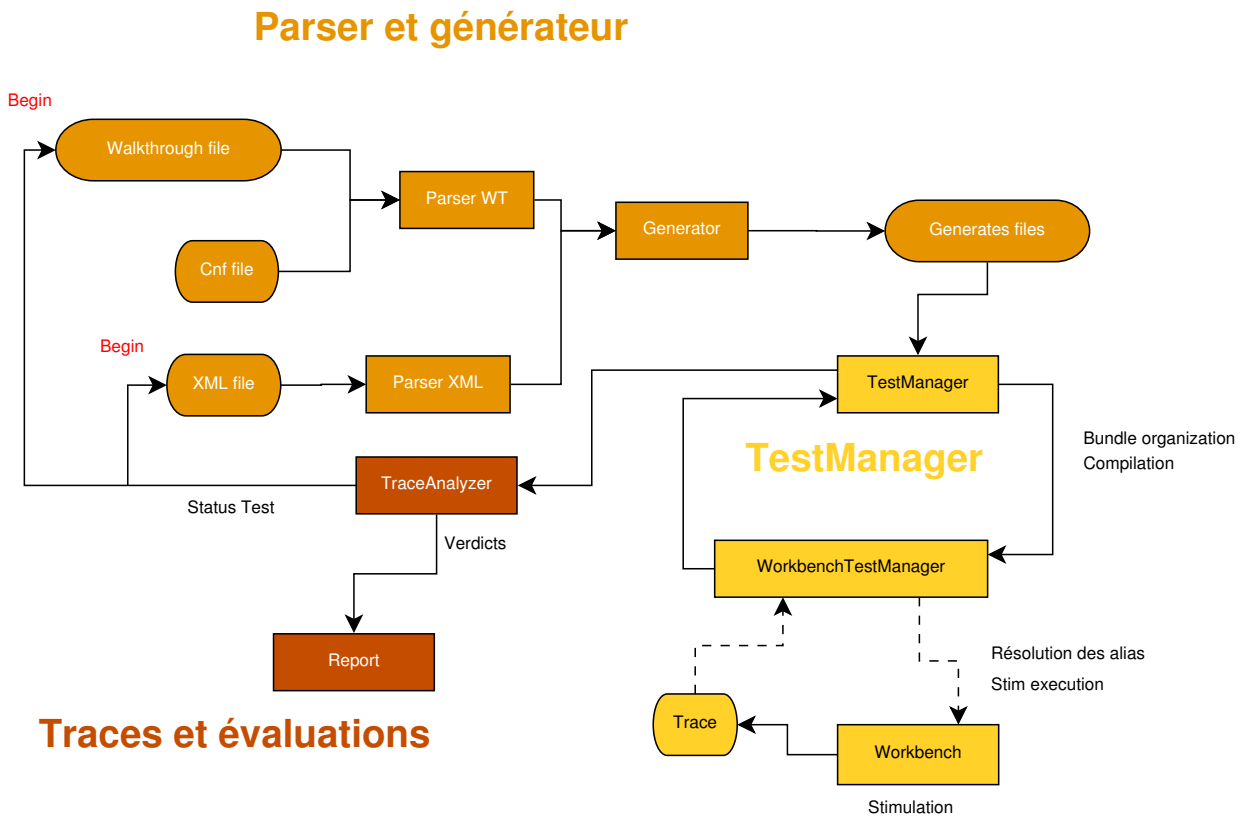 Parser et générateur
Begin
Walkthrough file
Parser WT
Generator
Generates files
Cnf file
Begin
XML file
Parser XML
TestManager
TestManager
Bundle organization
Compilation
TraceAnalyzer
Status Test
Verdicts
WorkbenchTestManager
Report
Résolution des alias
Stim execution
Traces et évaluations
Trace
Workbench
Stimulation